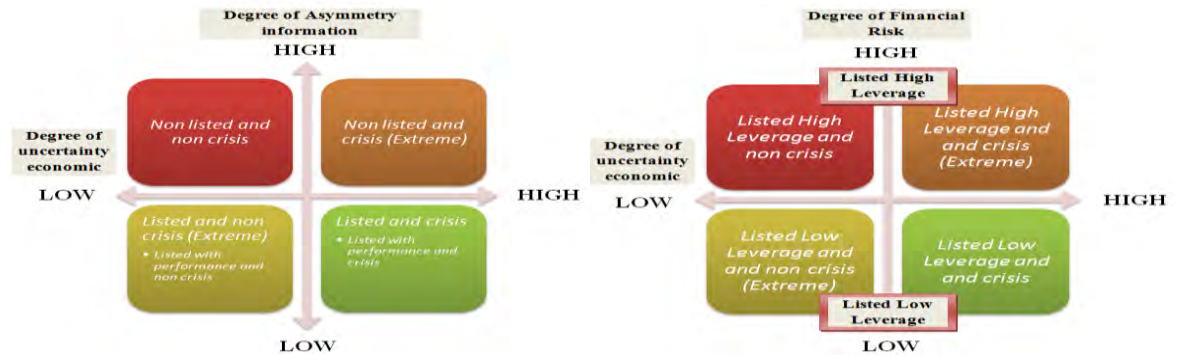 Degree of Asymmetry
information
HIGH
Non listed and
non crisis
Non listed and
crisis (Extreme)
Degree of
uncertainty
economic
LOW
HIGH
Listed and non
crisis (Extreme)
• Listed with
performance and
non crisis
Listed and crisis
• Listed with
performance and
crisis
LOW
Degree of Financial
Risk
HIGH
Listed High
Leverage
Listed High
Leverage and
non crisis
Listed High
Leverage and
and crisis
(Extreme)
Degree of
uncertainty
economic
LOW
HIGH
Listed Low
Leverage and
and non crisis
(Extreme)
Listed Low
Leverage and
and crisis
Listed Low
Leverage
LOW